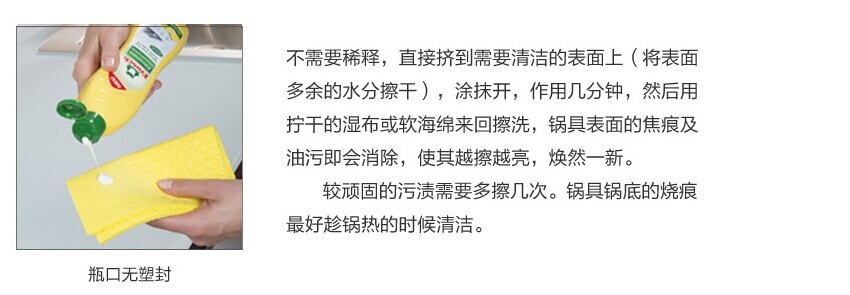 不需要稀释，直接挤到需要清洁的表面上（将表面
多余的水分擦干），涂抹开，作用几分钟，然后用
拧干的湿布或软海绵来回擦洗，锅具表面的焦痕及
油污即会消除，使其越擦越亮，焕然一新。
较顽固的污渍需要多擦几次。锅具锅底的烧痕
最好趁锅热的时候清洁。
瓶口无塑封